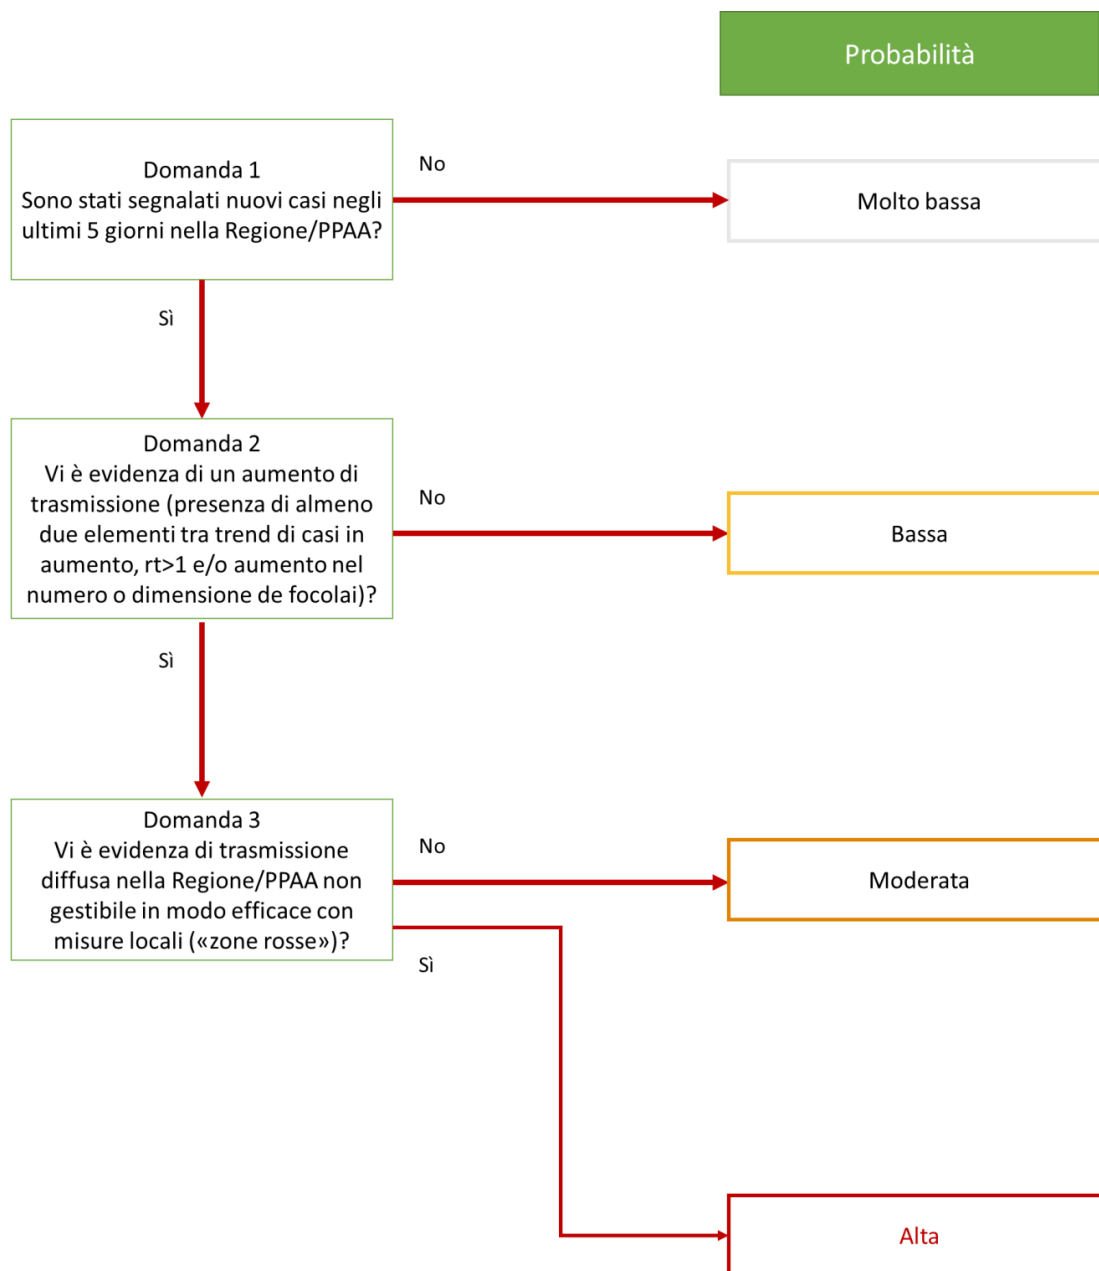 Probabilità
Domanda 1
Sono stati segnalati nuovi casi negli
ultimi 5 giorni nella Regione/PPAA?
No
Molto bassa
Sì
Domanda 2
Vi è evidenza di un aumento di
trasmissione (presenza di almeno
due elementi tra trend di casi in
aumento, rt>1 e/o aumento nel
numero o dimensione de focolai)?
No
Bassa
Sì
Domanda 3
Vi è evidenza di trasmissione
diffusa nella Regione/PPAA non
gestibile in modo efficace con
misure locali («zone rosse»)?
No
Moderata
Sì
Alta